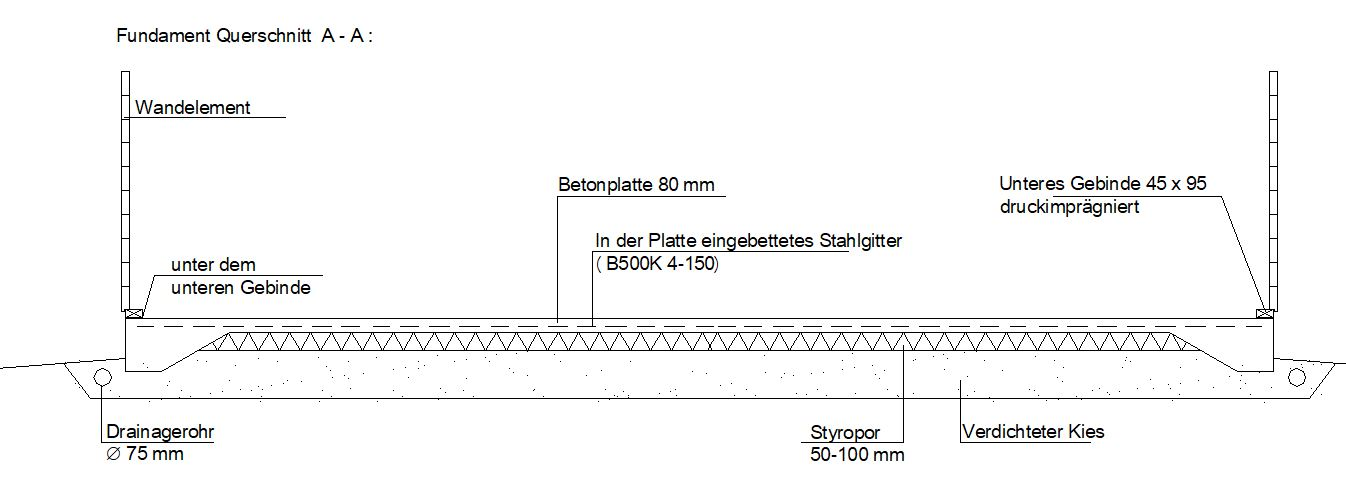 Fundament Querschnitt A - A :
Wandelement
Betonplatte 80 mm
Unteres Gebinde 45 x 95
druckimprägniert
In der Platte eingebettetes Stahlgitter
( B500K 4-150)
unter dem
unteren Gebinde
Drainagerohr
Ø 75 mm
Styropor
50-100 mm
Verdichteter Kies